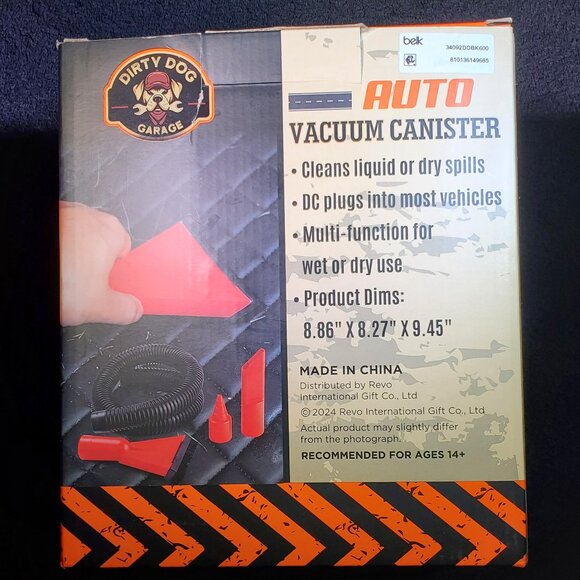 DIRTY DOG
GARAGE
belk
34092DDBK600
810136149685
AUTO
VACUUM CANISTER
• Cleans liquid or dry spills
• DC plugs into most vehicles
• Multi-function for
wet or dry use
• Product Dims:
8.86" X 8.27" X 9.45"
MADE IN CHINA
Distributed by Revo
International Gift Co., Ltd
©2024 Revo International Gift Co., Ltd
Actual product may slightly differ
from the photograph.
RECOMMENDED FOR AGES 14+